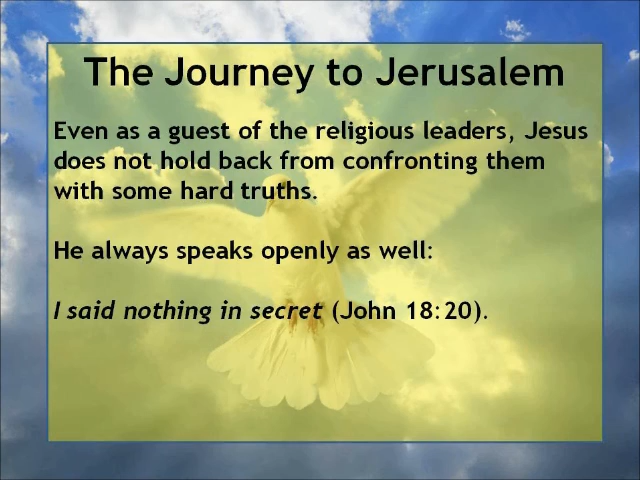 The Journey to Jerusalem
Even as a guest of the religious leaders, Jesus
does not hold back from confronting them
with some hard truths.
He always speaks openly as well:
I said nothing in secret (John 18:20).